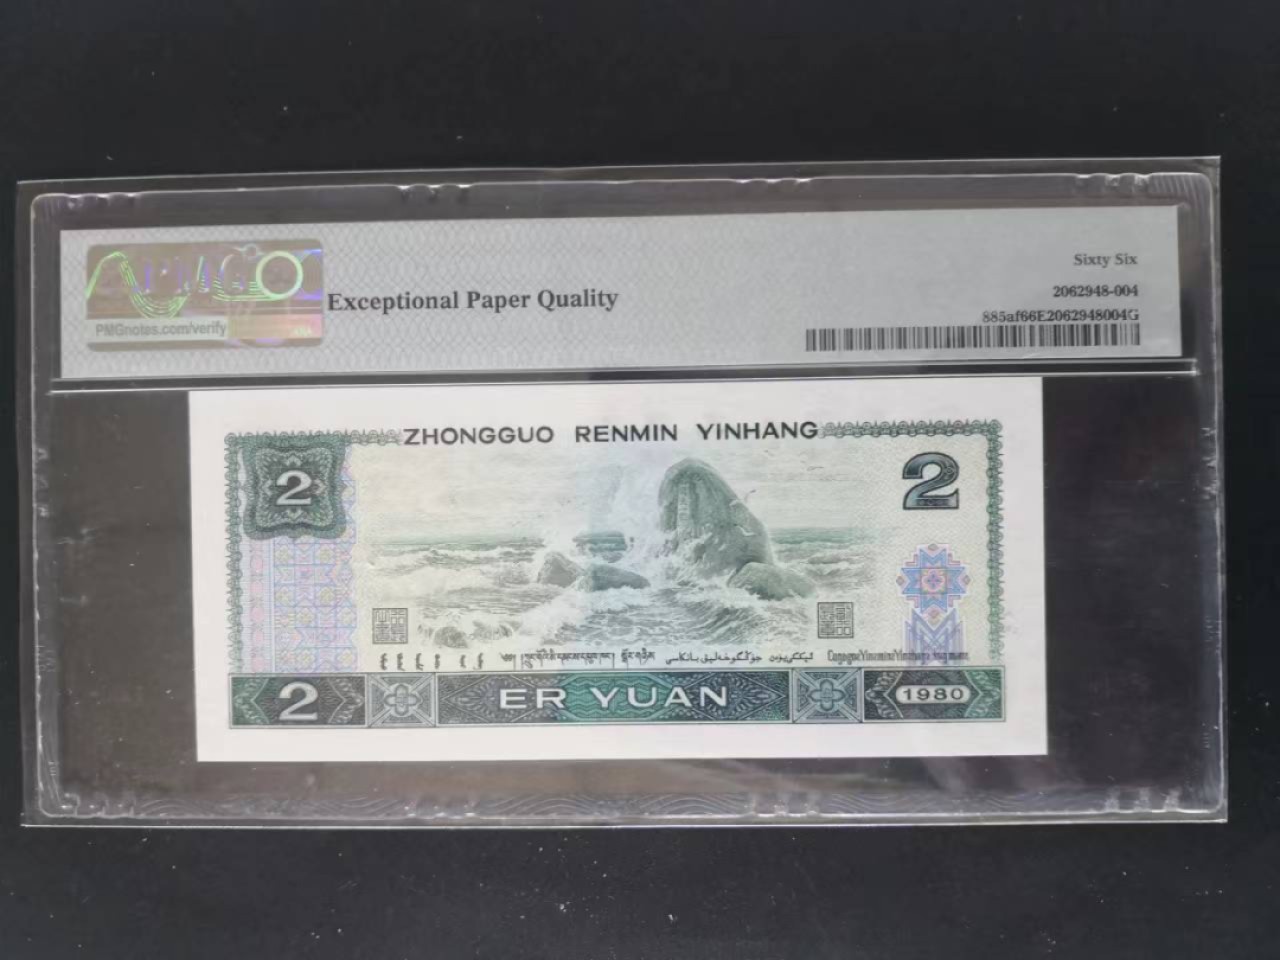 PMG
PMGnotes.com/verify
Exceptional Paper Quality
Sixty Six
2062948-004
885af66E2062948004G
ZHONGGUO RENMIN YINHANG
2
2
2
ER YUAN
1980